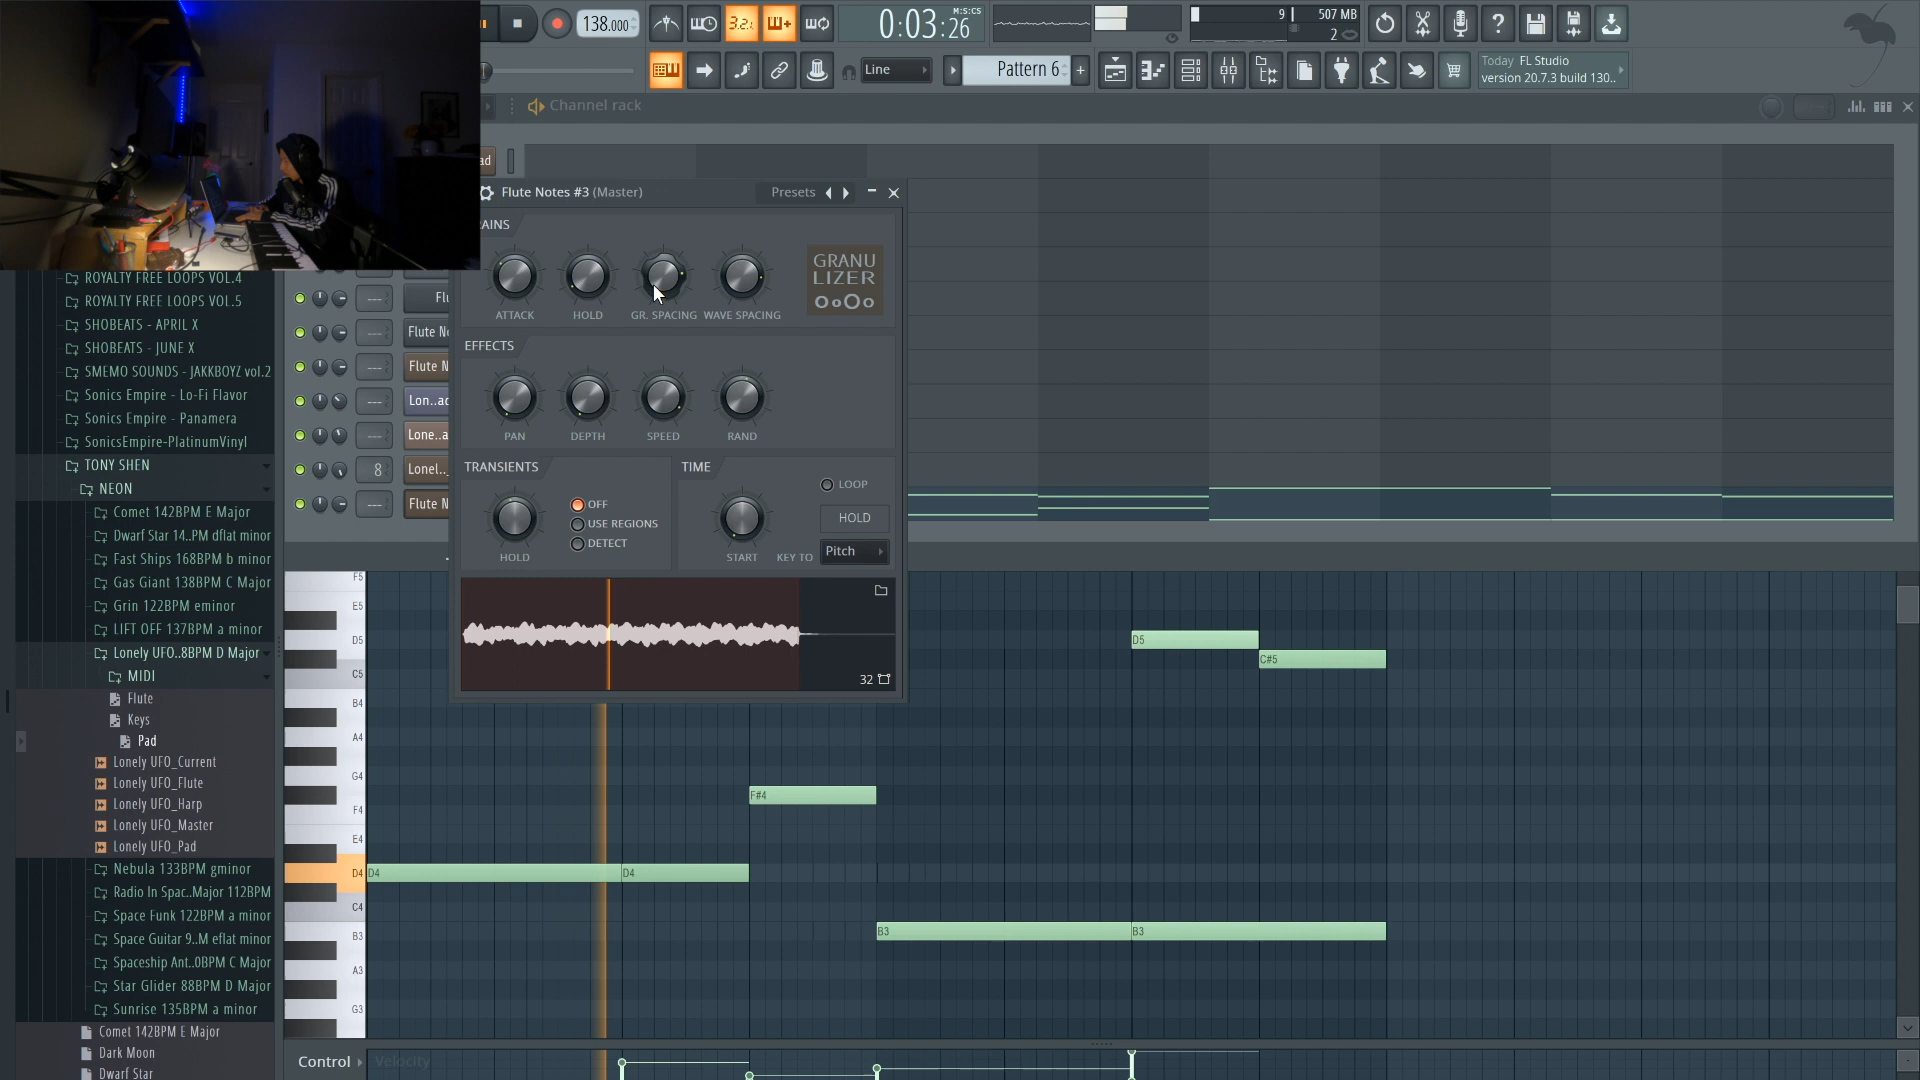 138.000
3.2.
0:03:26
M:S:CS
9
507 MB
2
Line
Pattern 6
+
Today FL Studio
version 20.7.3 build 130..
Channel rack
ad
Flute Notes #3 (Master)
Presets
AINS
ATTACK
HOLD
GR. SPACING
WAVE SPACING
GRANU
LIZER
EFFECTS
PAN
DEPTH
SPEED
RAND
TRANSIENTS
HOLD
OFF
USE REGIONS
DETECT
TIME
START
LOOP
HOLD
KEY TO
Pitch
32
ROYALTY FREE LOOPS VOL.4
ROYALTY FREE LOOPS VOL.5
SHOBEATS - APRIL X
SHOBEATS - JUNE X
SMEMO SOUNDS - JAKKBOYZ vol.2
Sonics Empire - Lo-Fi Flavor
Sonics Empire - Panamera
SonicsEmpire-PlatinumVinyl
TONY SHEN
NEON
Comet 142BPM E Major
Dwarf Star 14..PM dflat minor
Fast Ships 168BPM b minor
Gas Giant 138BPM C Major
Grin 122BPM eminor
LIFT OFF 137BPM a minor
Lonely UFO..8BPM D Major
MIDI
Flute
Keys
Pad
Lonely UFO_Current
Lonely UFO_Flute
Lonely UFO_Harp
Lonely UFO_Master
Lonely UFO_Pad
Nebula 133BPM gminor
Radio In Spac..Major 112BPM
Space Funk 122BPM a minor
Space Guitar 9..M eflat minor
Spaceship Ant..0BPM C Major
Star Glider 88BPM D Major
Sunrise 135BPM a minor
Comet 142BPM E Major
Dark Moon
Dwarf Star
Flu
Flute No
Flute N
Lon..ac
Lone..a
8
Lonel..
Flute N
F5
E5
D5
C5
B4
A4
G4
F4
E4
D4
C4
B3
A3
G3
D5
C#5
F#4
D4
D4
B3
B3
Control
Velocity